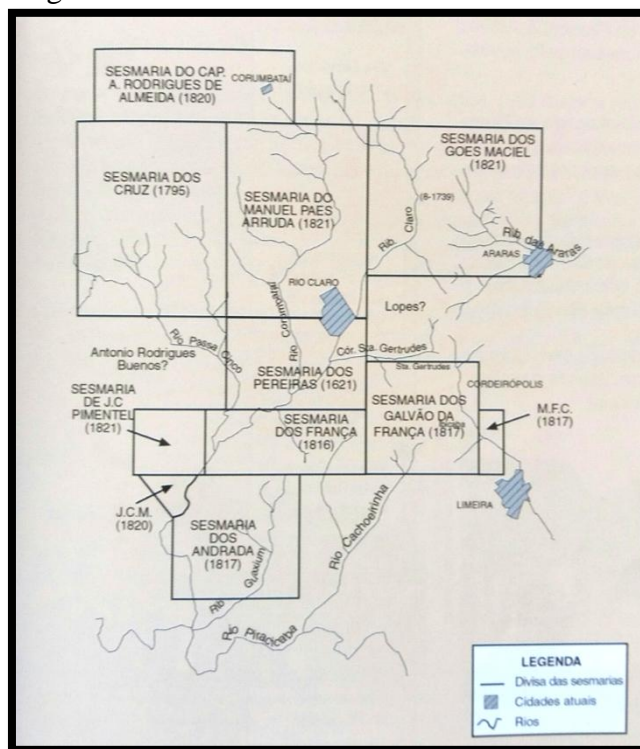 SESMARIA DO CAP.
A. RODRIGUES DE
ALMEIDA (1820)
CORUMBATAÍ
SESMARIA DOS
CRUZ (1795)
SESMARIA DO
MANUEL PAES
ARRUDA (1821)
SESMARIA DOS
GOES MACIEL
(1821)
(8-1739)
Rib. Claro
Rib. das Araras
ARARAS
RIO CLARO
Rio Corumbataí
Lopes?
Rio Passa Cinco
Antonio Rodrigues
Buenos?
Cór. Sta. Gertrudes
Sta. Gertrudes
SESMARIA DOS
PEREIRAS (1621)
CORDEIRÓPOLIS
SESMARIA
DE J.C
PIMENTEL
(1821)
SESMARIA
DOS FRANÇA
(1816)
SESMARIA DOS
GALVÃO DA
FRANÇA (1817)
M.F.C.
(1817)
J.C.M.
(1820)
LIMEIRA
SESMARIA
DOS
ANDRADA
(1817)
Rib. Guaxium
Rio Cachoeirinha
Rio Piracicaba
LEGENDA
Divisa das sesmarias
Cidades atuais
Rios